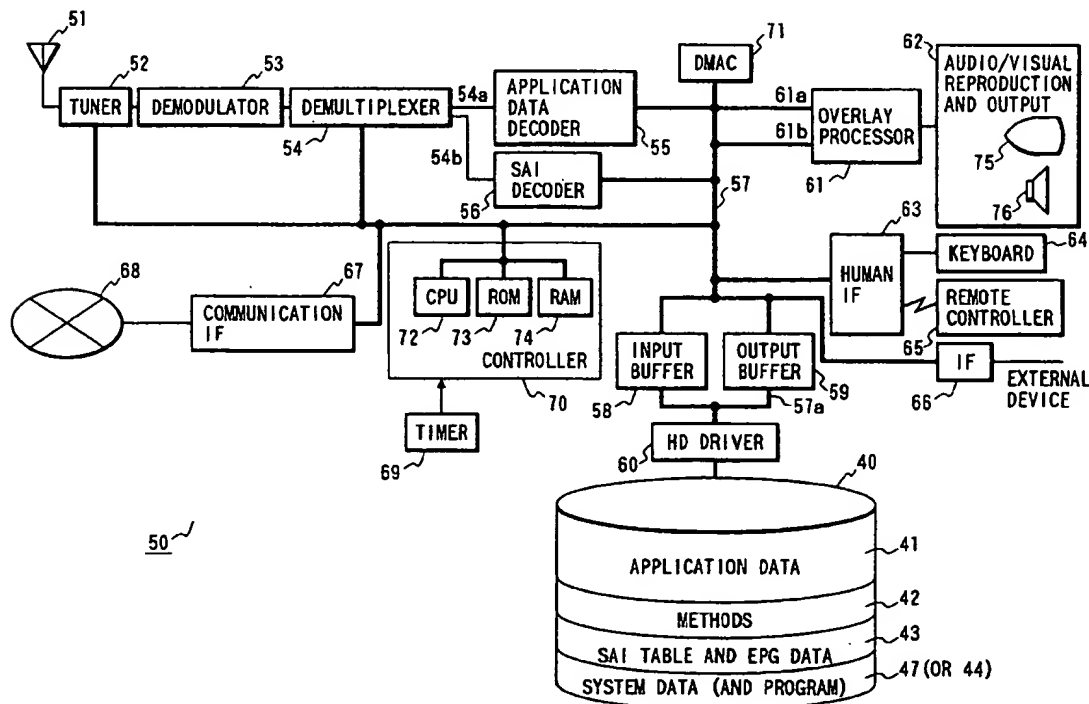 51
52
53
71
DMAC
62
TUNER
DEMODULATOR
DEMULTIPLEXER
54a
APPLICATION
DATA
DECODER
55
61a
61b
OVERLAY
PROCESSOR
61
AUDIO/VISUAL
REPRODUCTION
AND OUTPUT
75
76
54
54b
SAI
DECODER
56
57
63
64
HUMAN
IF
KEYBOARD
REMOTE
CONTROLLER
65
68
67
COMMUNICATION
IF
CPU
ROM
RAM
72
73
74
CONTROLLER
70
TIMER
69
INPUT
BUFFER
58
OUTPUT
BUFFER
59
57a
IF
66
EXTERNAL
DEVICE
HD DRIVER
60
40
50
APPLICATION DATA
41
METHODS
42
SAI TABLE AND EPG DATA
43
SYSTEM DATA (AND PROGRAM)
47(OR 44)